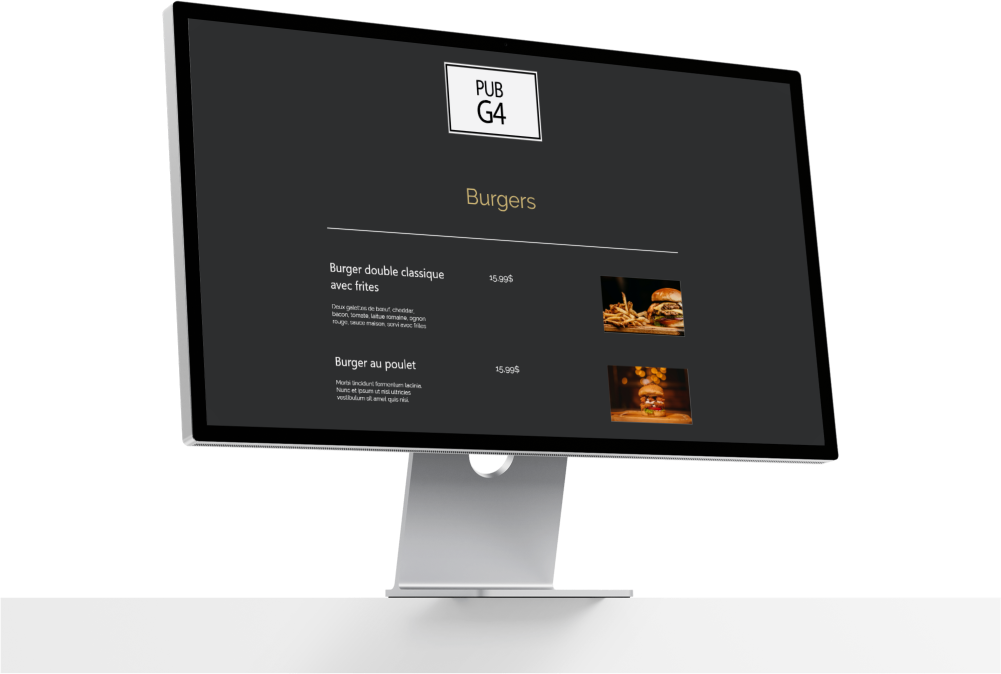 PUB
G4
Burgers
Burger double classique
avec frites
15.99$
Deux galettes de bœuf, cheddar,
bacon, tomate, laitue romaine, oignon
rouge, sauce maison, servi avec frites
Burger au poulet
15.99$
Morbi tincidunt fermentum lacinia.
Nunc et ipsum ut nisi ultricies
vestibulum sit amet quis nisl.